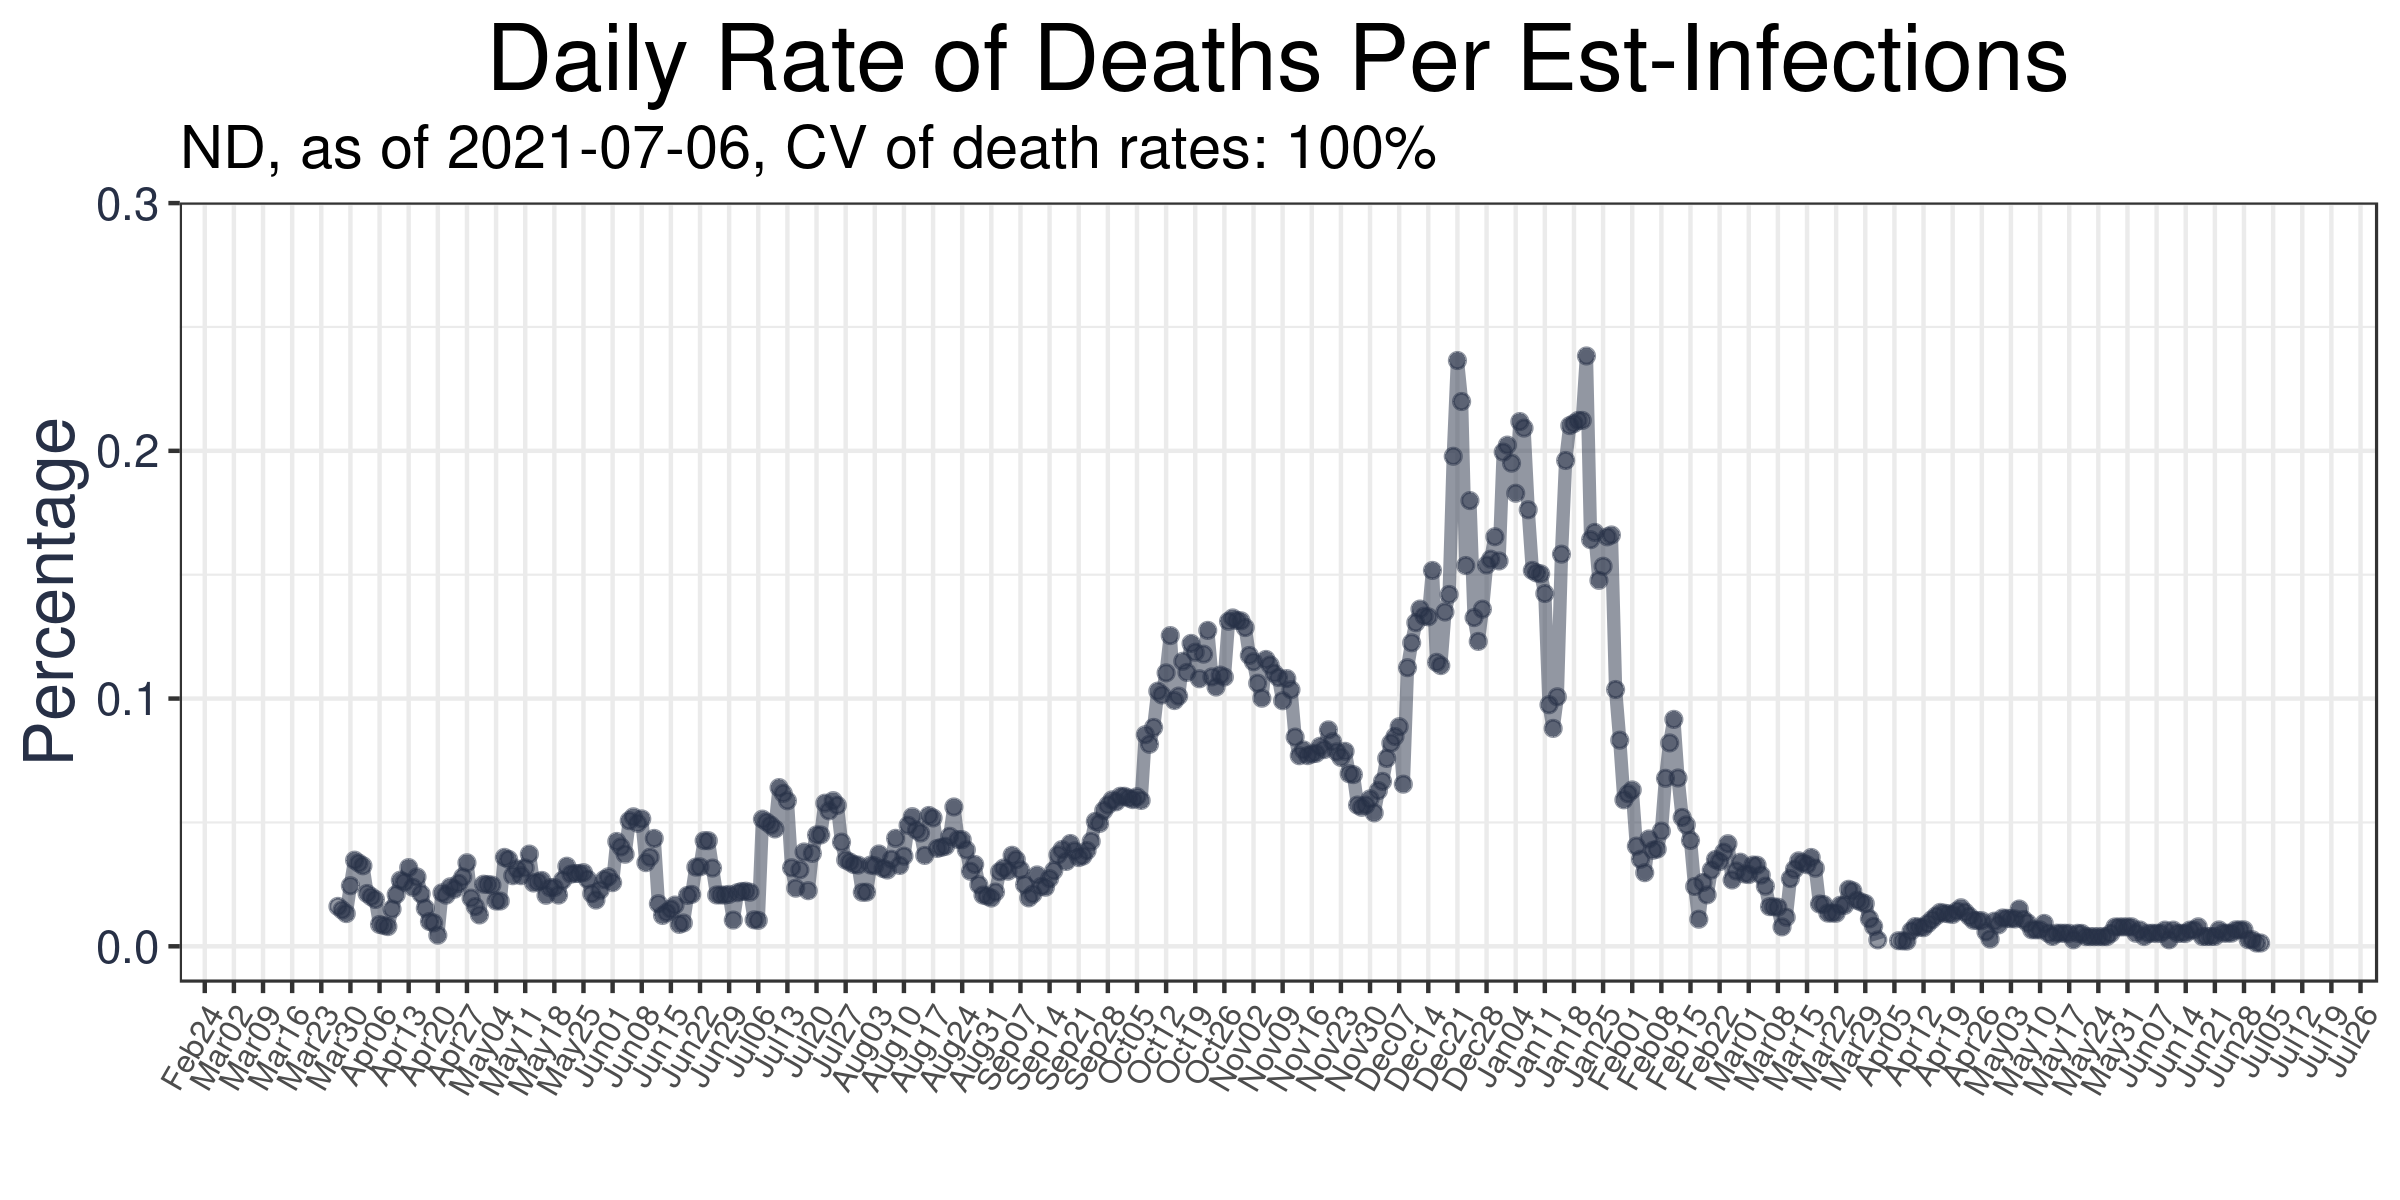 Daily Rate of Deaths Per Est-Infections
ND, as of 2021-07-06, CV of death rates: 100%
Percentage
0.3
0.2
0.1
0.0
Feb24
Mar02
Mar09
Mar16
Mar23
Mar30
Apr06
Apr13
Apr20
Apr27
May04
May11
May18
May25
Jun01
Jun08
Jun15
Jun22
Jun29
Jul06
Jul13
Jul20
Jul27
Aug03
Aug10
Aug17
Aug24
Aug31
Sep07
Sep14
Sep21
Sep28
Oct05
Oct12
Oct19
Oct26
Nov02
Nov09
Nov16
Nov23
Nov30
Dec07
Dec14
Dec21
Dec28
Jan04
Jan11
Jan18
Jan25
Feb01
Feb08
Feb15
Feb22
Mar01
Mar08
Mar15
Mar22
Mar29
Apr05
Apr12
Apr19
Apr26
May03
May10
May17
May24
May31
Jun07
Jun14
Jun21
Jun28
Jul05
Jul12
Jul19
Jul26